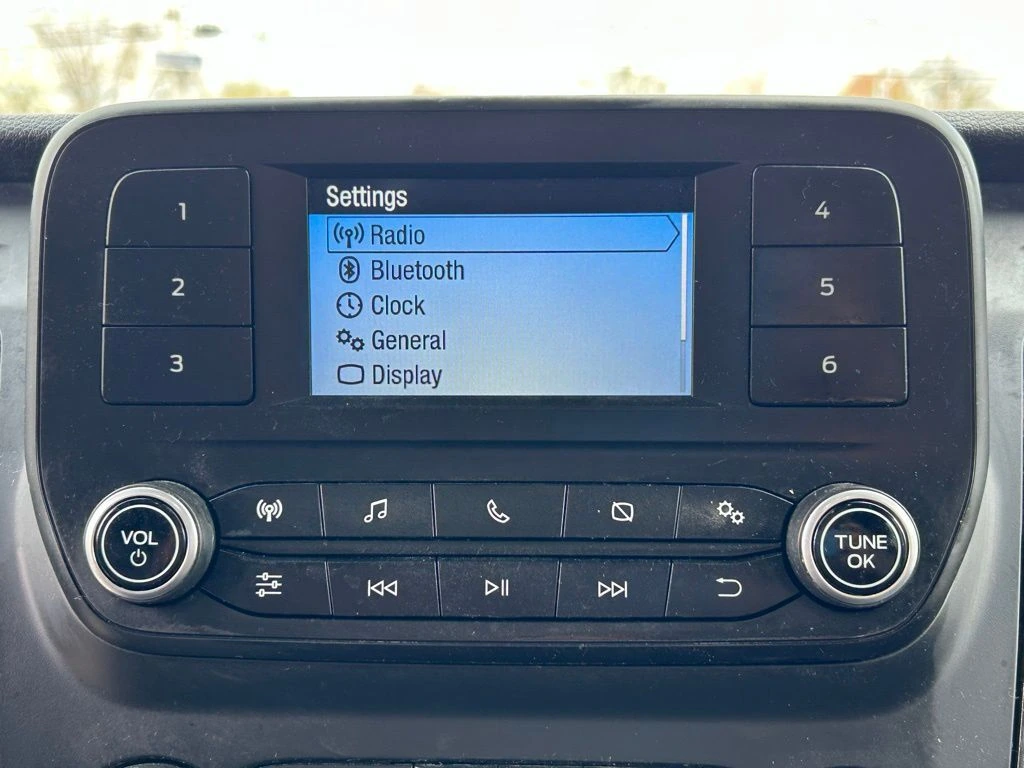 Settings
Radio
Bluetooth
Clock
General
Display
1
2
3
4
5
6
VOL
TUNE
OK